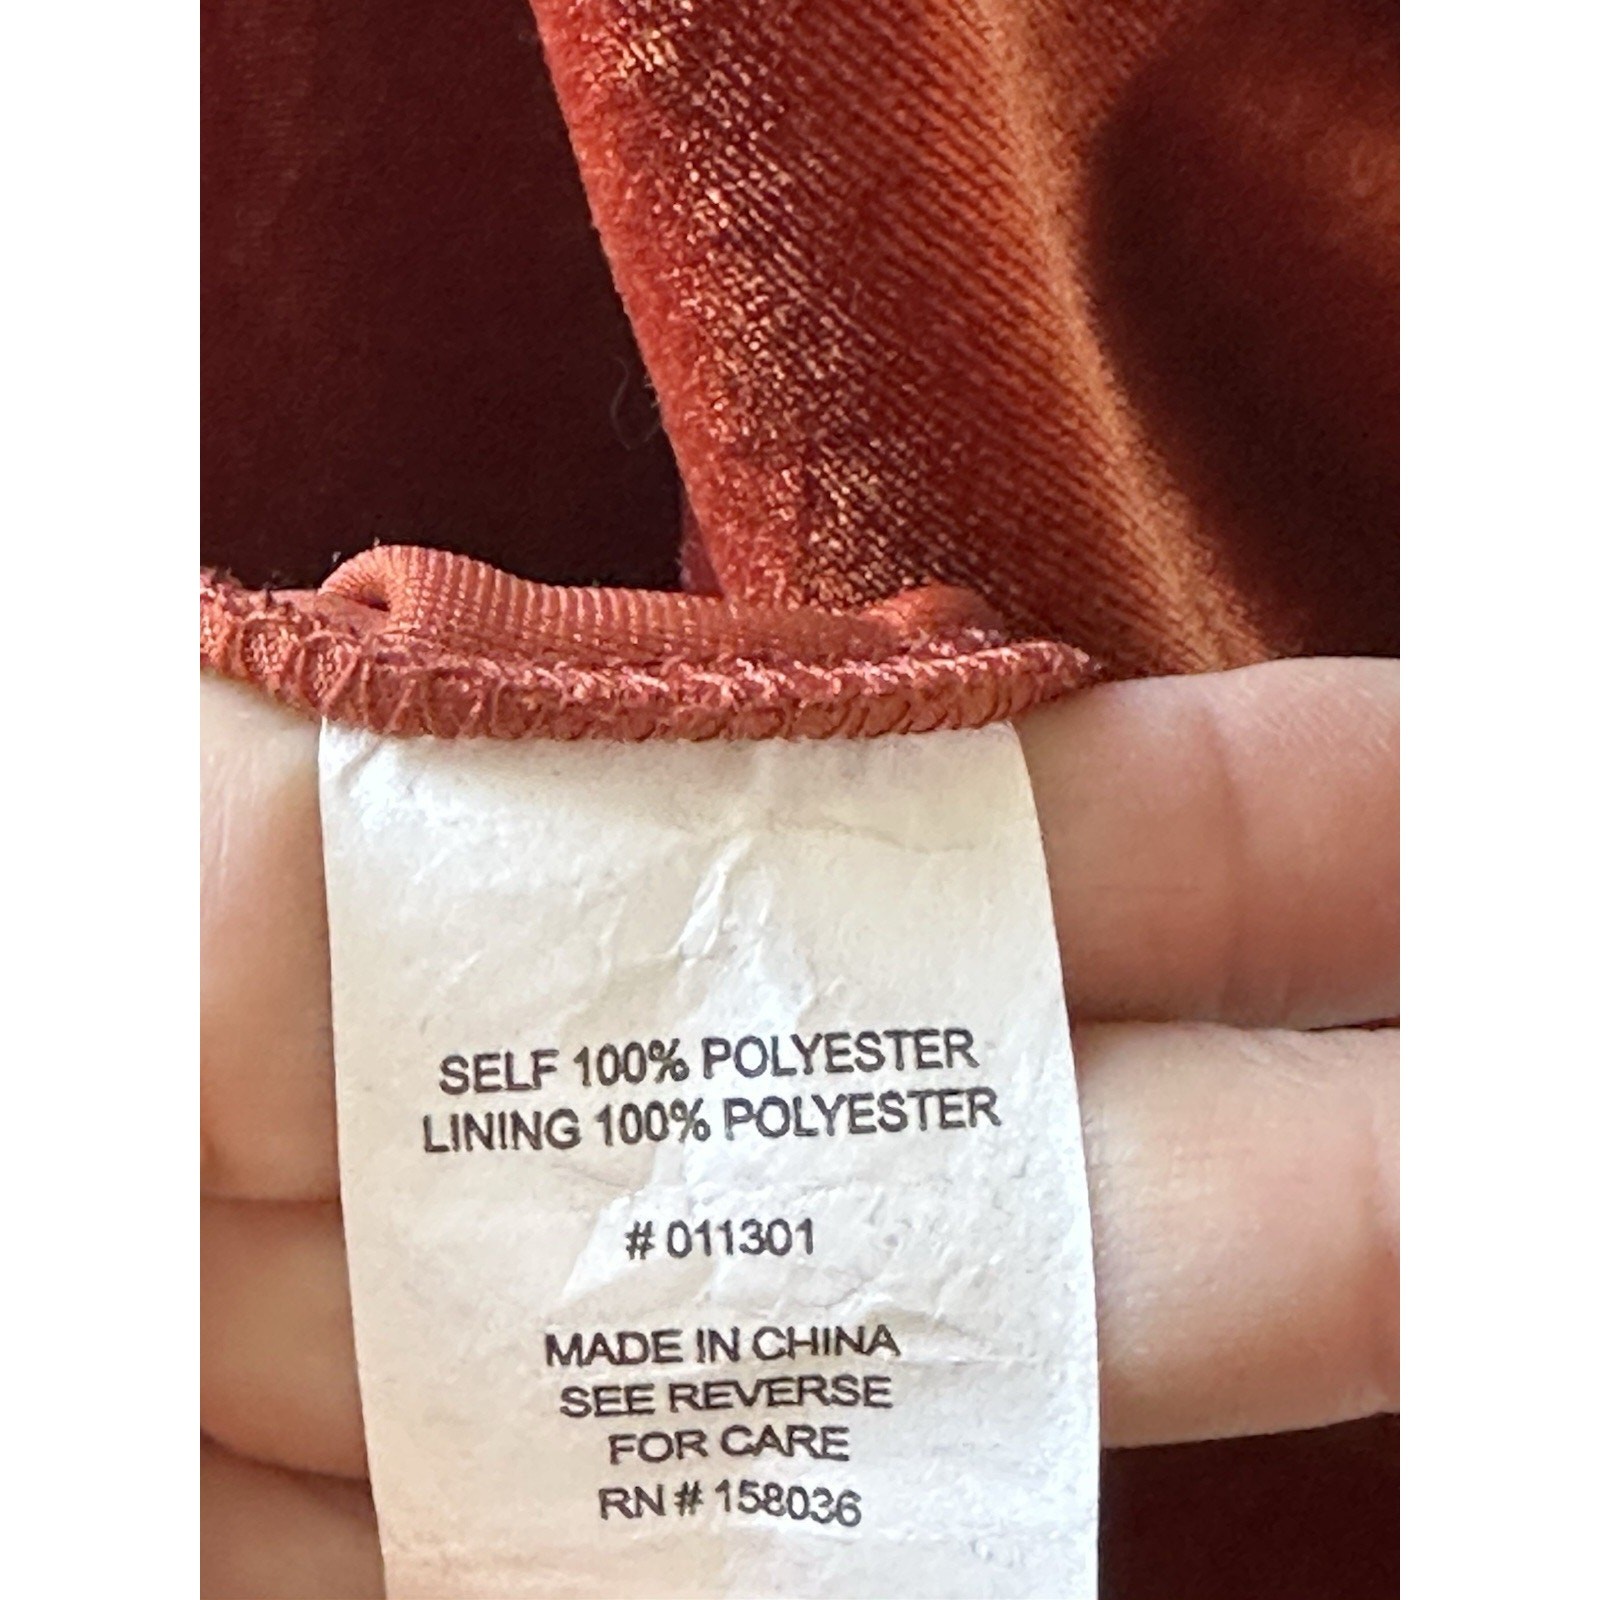 SELF 100% POLYESTER
LINING 100% POLYESTER
# 011301
MADE IN CHINA
SEE REVERSE
FOR CARE
RN # 158036